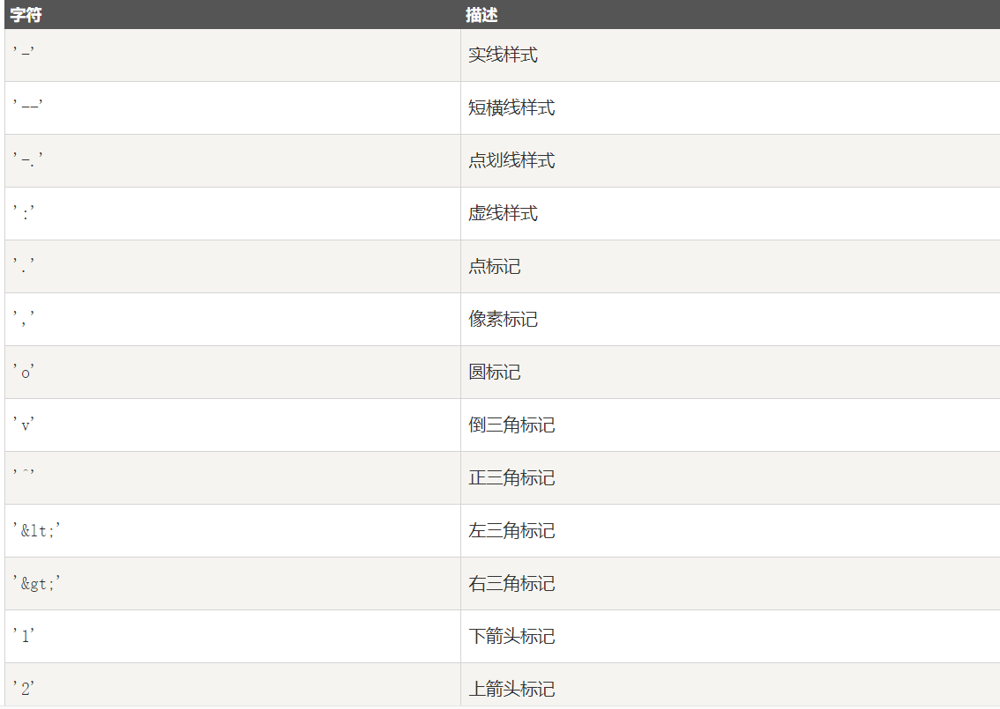 字符 描述
'-' 实线样式
'--' 短横线样式
'-.' 点划线样式
':' 虚线样式
'.' 点标记
',' 像素标记
'o' 圆标记
'v' 倒三角标记
'^' 正三角标记
'&lt;' 左三角标记
'&gt;' 右三角标记
'1' 下箭头标记
'2' 上箭头标记